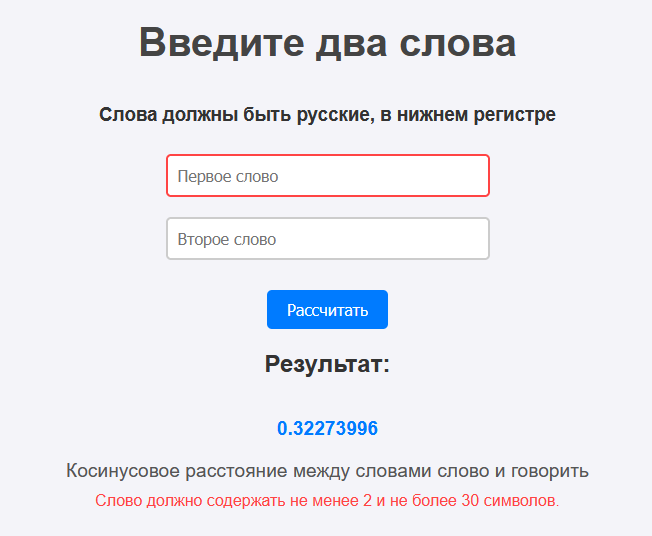 Введите два слова
Слова должны быть русские, в нижнем регистре
Первое слово
Второе слово
Рассчитать
Результат:
0.32273996
Косинусовое расстояние между словами слово и говорить
Слово должно содержать не менее 2 и не более 30 символов.